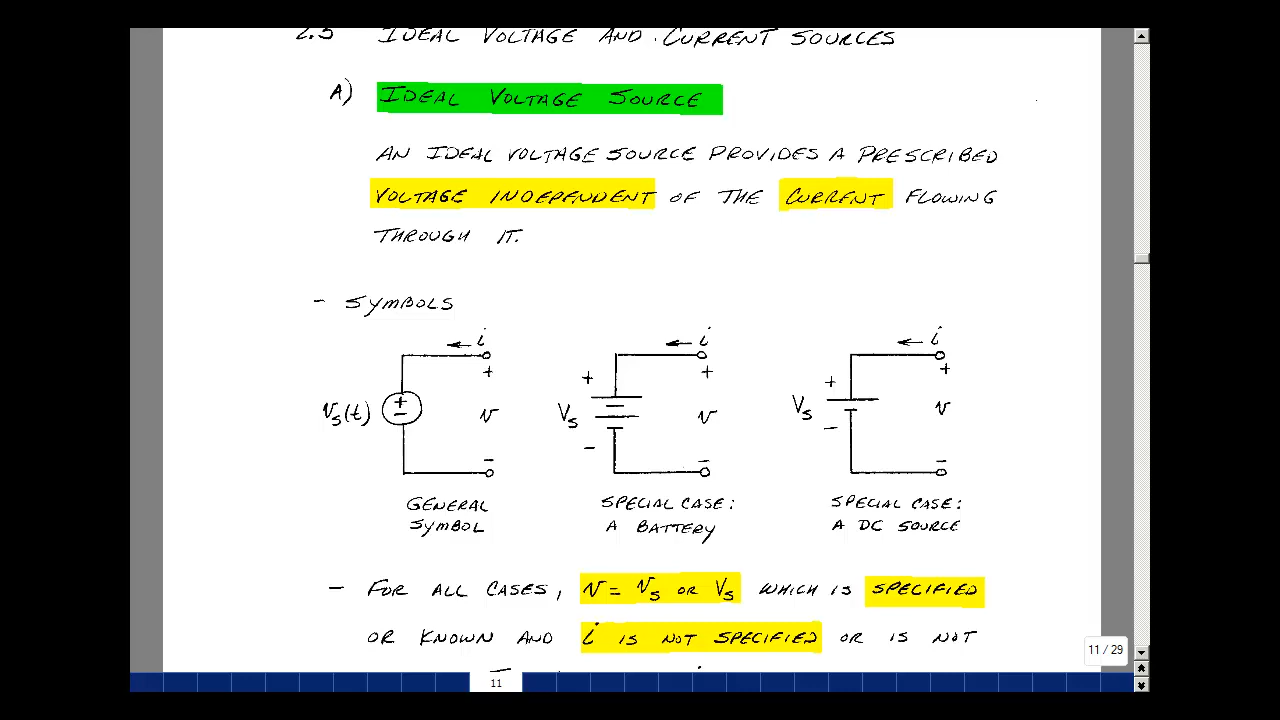 2.3 IDEAL VOLTAGE AND CURRENT SOURCES
A) IDEAL VOLTAGE SOURCE
AN IDEAL VOLTAGE SOURCE PROVIDES A PRESCRIBED
VOLTAGE INDEPENDENT OF THE CURRENT FLOWING
THROUGH IT.
- SYMBOLS
← i ← i ← i
+ + + + +
vs(t) + - v Vs v Vs v
- - - - -
GENERAL SPECIAL CASE: SPECIAL CASE:
SYMBOL A BATTERY A DC SOURCE
- FOR ALL CASES, v = vs OR Vs WHICH IS SPECIFIED
OR KNOWN AND i IS NOT SPECIFIED OR IS NOT
11 / 29
11